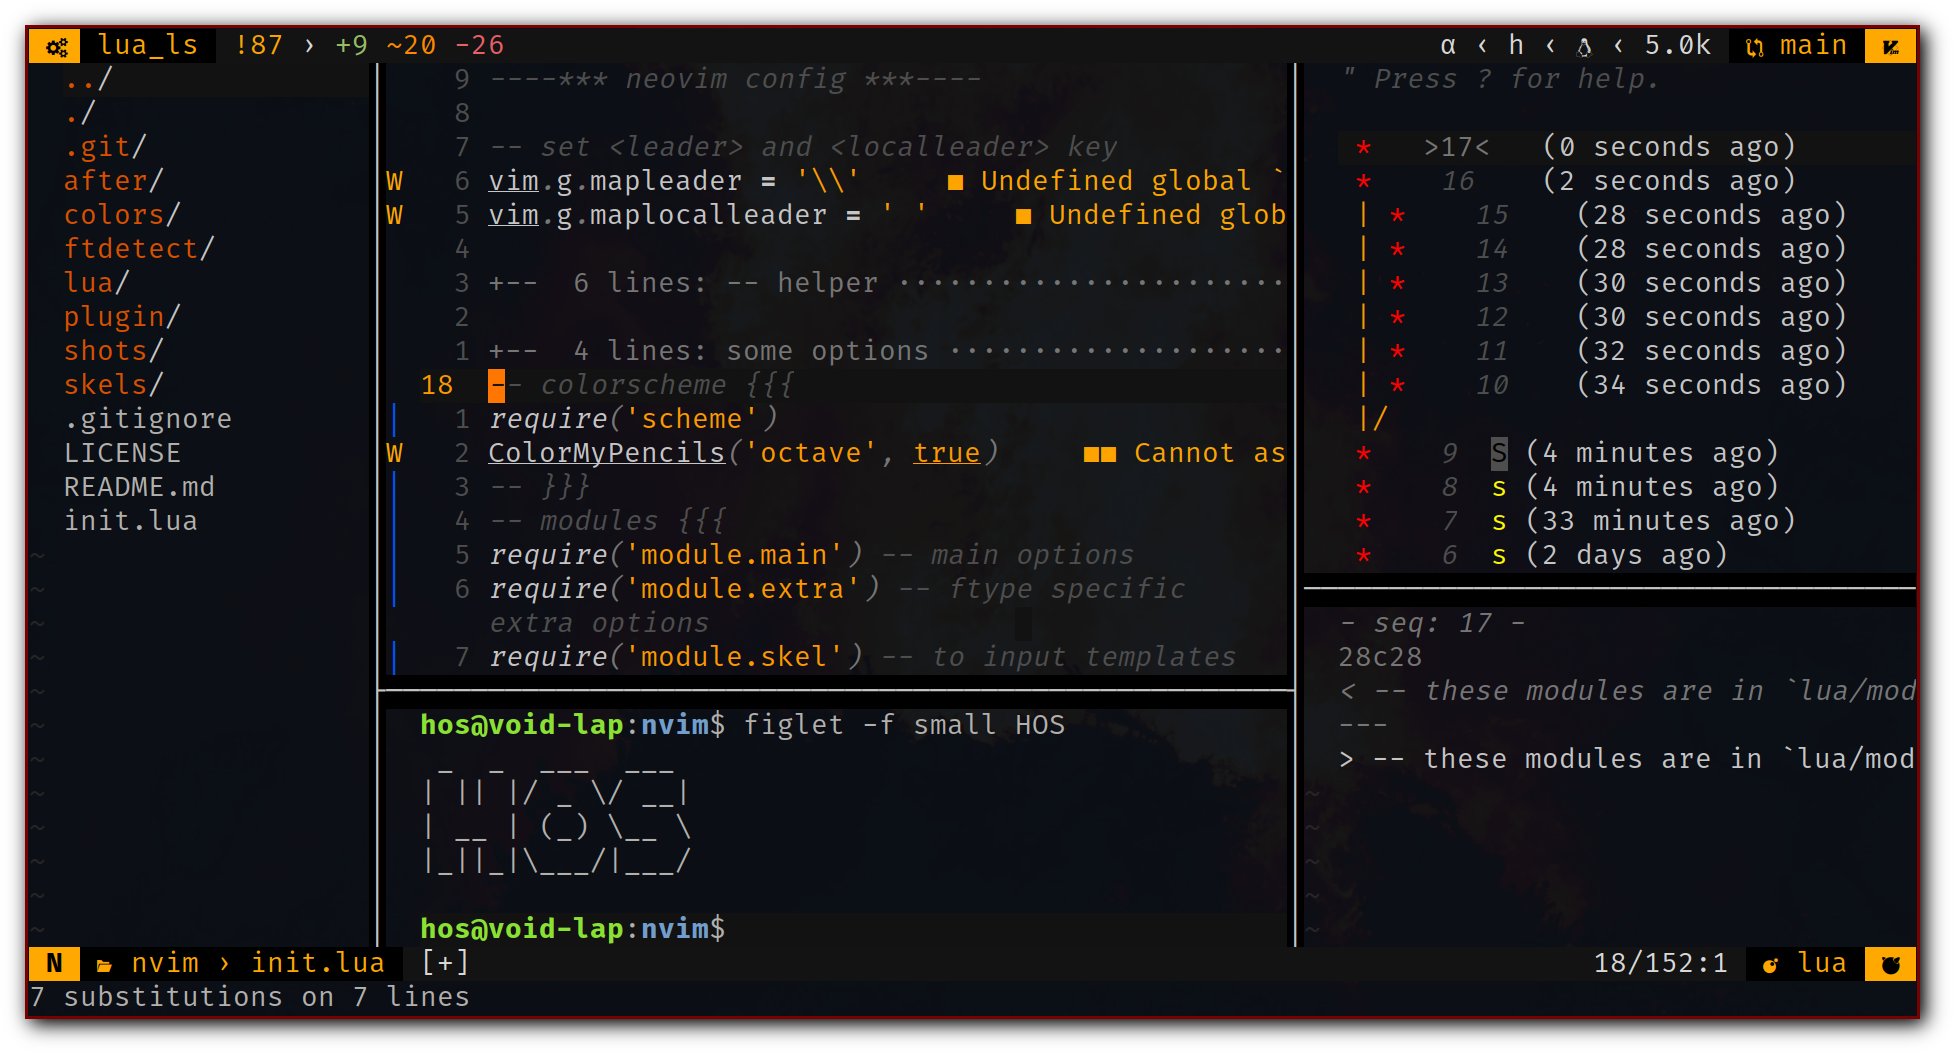 lua_ls !87 › +9 ~20 -26 α ‹ h ‹ ‹ 5.0k main
../
./
.git/
after/
colors/
ftdetect/
lua/
plugin/
shots/
skels/
.gitignore
LICENSE
README.md
init.lua
~
~
~
~
~
~
~
~
~
~
~
~
9 ----*** neovim config ***----
8
7 -- set <leader> and <localleader> key
W 6 vim.g.mapleader = '\\' ■ Undefined global `
W 5 vim.g.maplocalleader = ' ' ■ Undefined glob
4
3 +-- 6 lines: -- helper ·······················
2
1 +-- 4 lines: some options ····················
18 -- colorscheme {{{
1 require('scheme')
W 2 ColorMyPencils('octave', true) ■■ Cannot as
3 -- }}}
4 -- modules {{{
5 require('module.main') -- main options
6 require('module.extra') -- ftype specific
extra options
7 require('module.skel') -- to input templates
hos@void-lap:nvim$ figlet -f small HOS
 _  _  ___  ___
| || |/ _ \/ __|
| __ | (_) \__ \
|_||_|\___/|___/
hos@void-lap:nvim$
" Press ? for help.
* >17< (0 seconds ago)
* 16 (2 seconds ago)
| * 15 (28 seconds ago)
| * 14 (28 seconds ago)
| * 13 (30 seconds ago)
| * 12 (30 seconds ago)
| * 11 (32 seconds ago)
| * 10 (34 seconds ago)
|/
* 9 S (4 minutes ago)
* 8 s (4 minutes ago)
* 7 s (33 minutes ago)
* 6 s (2 days ago)
- seq: 17 -
28c28
< -- these modules are in `lua/mod
---
> -- these modules are in `lua/mod
~
~
~
~
~
N nvim › init.lua [+] 18/152:1 lua
7 substitutions on 7 lines